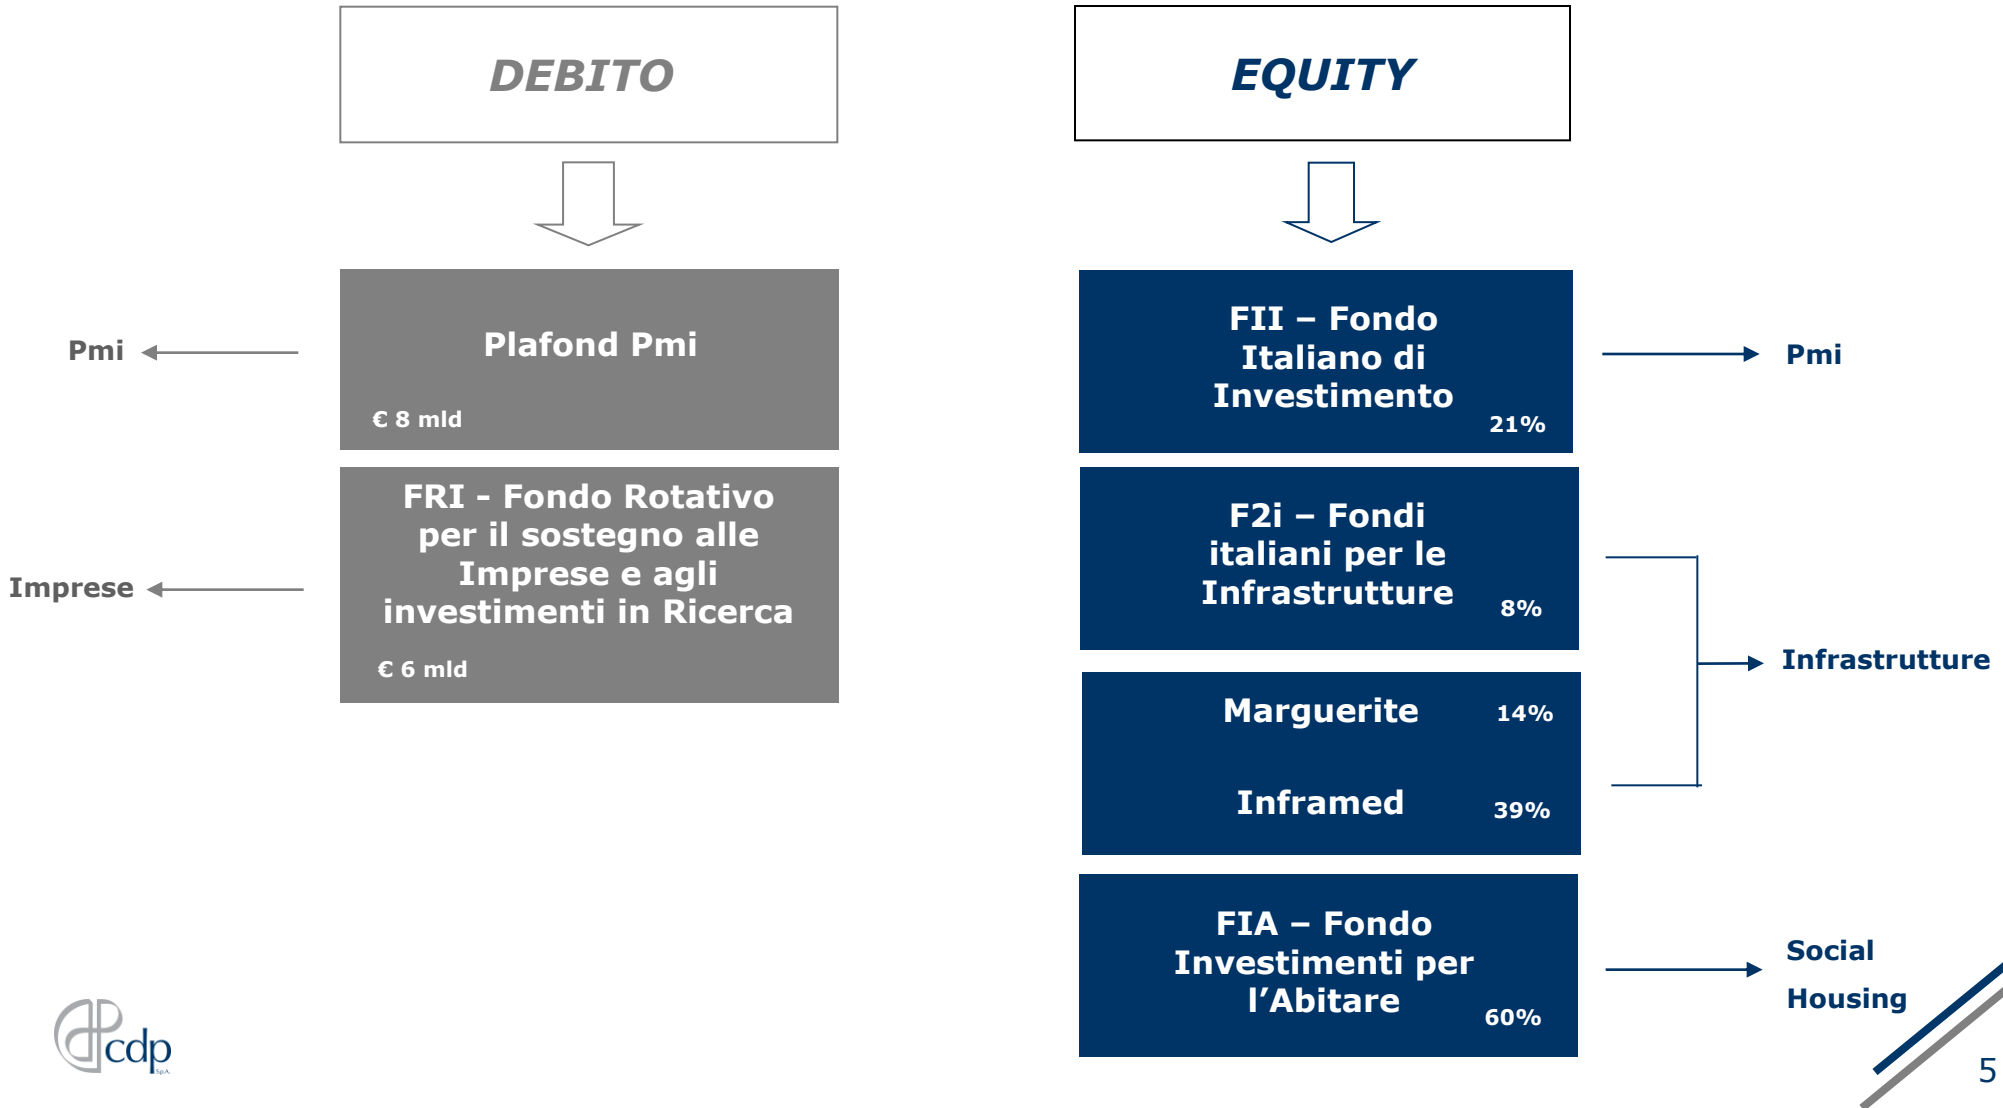 DEBITO
EQUITY
Pmi
Plafond Pmi
€ 8 mld
FRI - Fondo Rotativo
per il sostegno alle
Imprese e agli
investimenti in Ricerca
€ 6 mld
Imprese
FII – Fondo
Italiano di
Investimento
21%
Pmi
F2i – Fondi
italiani per le
Infrastrutture
8%
Marguerite
14%
Inframed
39%
Infrastrutture
FIA – Fondo
Investimenti per
l’Abitare
60%
Social
Housing
cdp
SpA
5